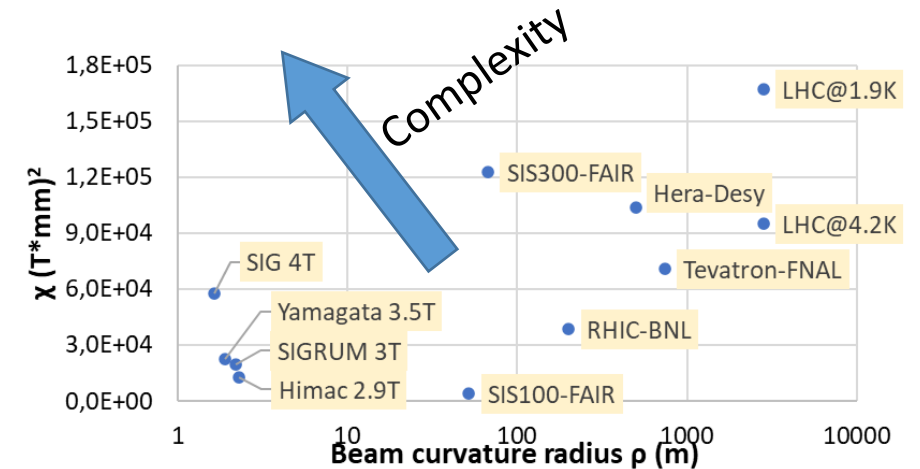 Complexity
χ (T*mm)²
1,8E+05
1,5E+05
1,2E+05
9,0E+04
6,0E+04
3,0E+04
0,0E+00
LHC@1.9K
SIS300-FAIR
Hera-Desy
LHC@4.2K
SIG 4T
Tevatron-FNAL
Yamagata 3.5T
RHIC-BNL
SIGRUM 3T
Himac 2.9T
SIS100-FAIR
1 10 100 1000 10000
Beam curvature radius ρ (m)